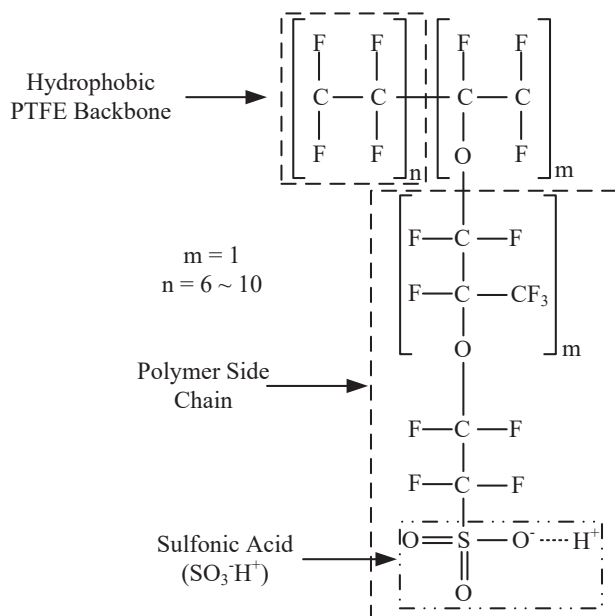 F F F F
Hydrophobic
PTFE Backbone
C C C C
F F O F
n m
F C F
m = 1
n = 6 ~ 10
F C CF₃
O m
Polymer Side
Chain
F C F
F C F
Sulfonic Acid
(SO₃⁻H⁺)
O S O⁻ H⁺
O